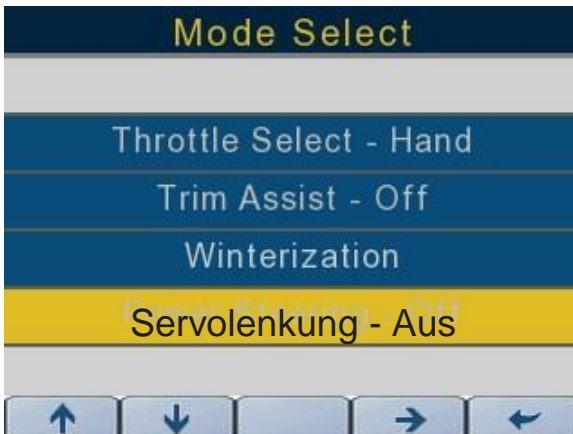 Mode Select
Throttle Select - Hand
Trim Assist - Off
Winterization
Servolenkung - Aus